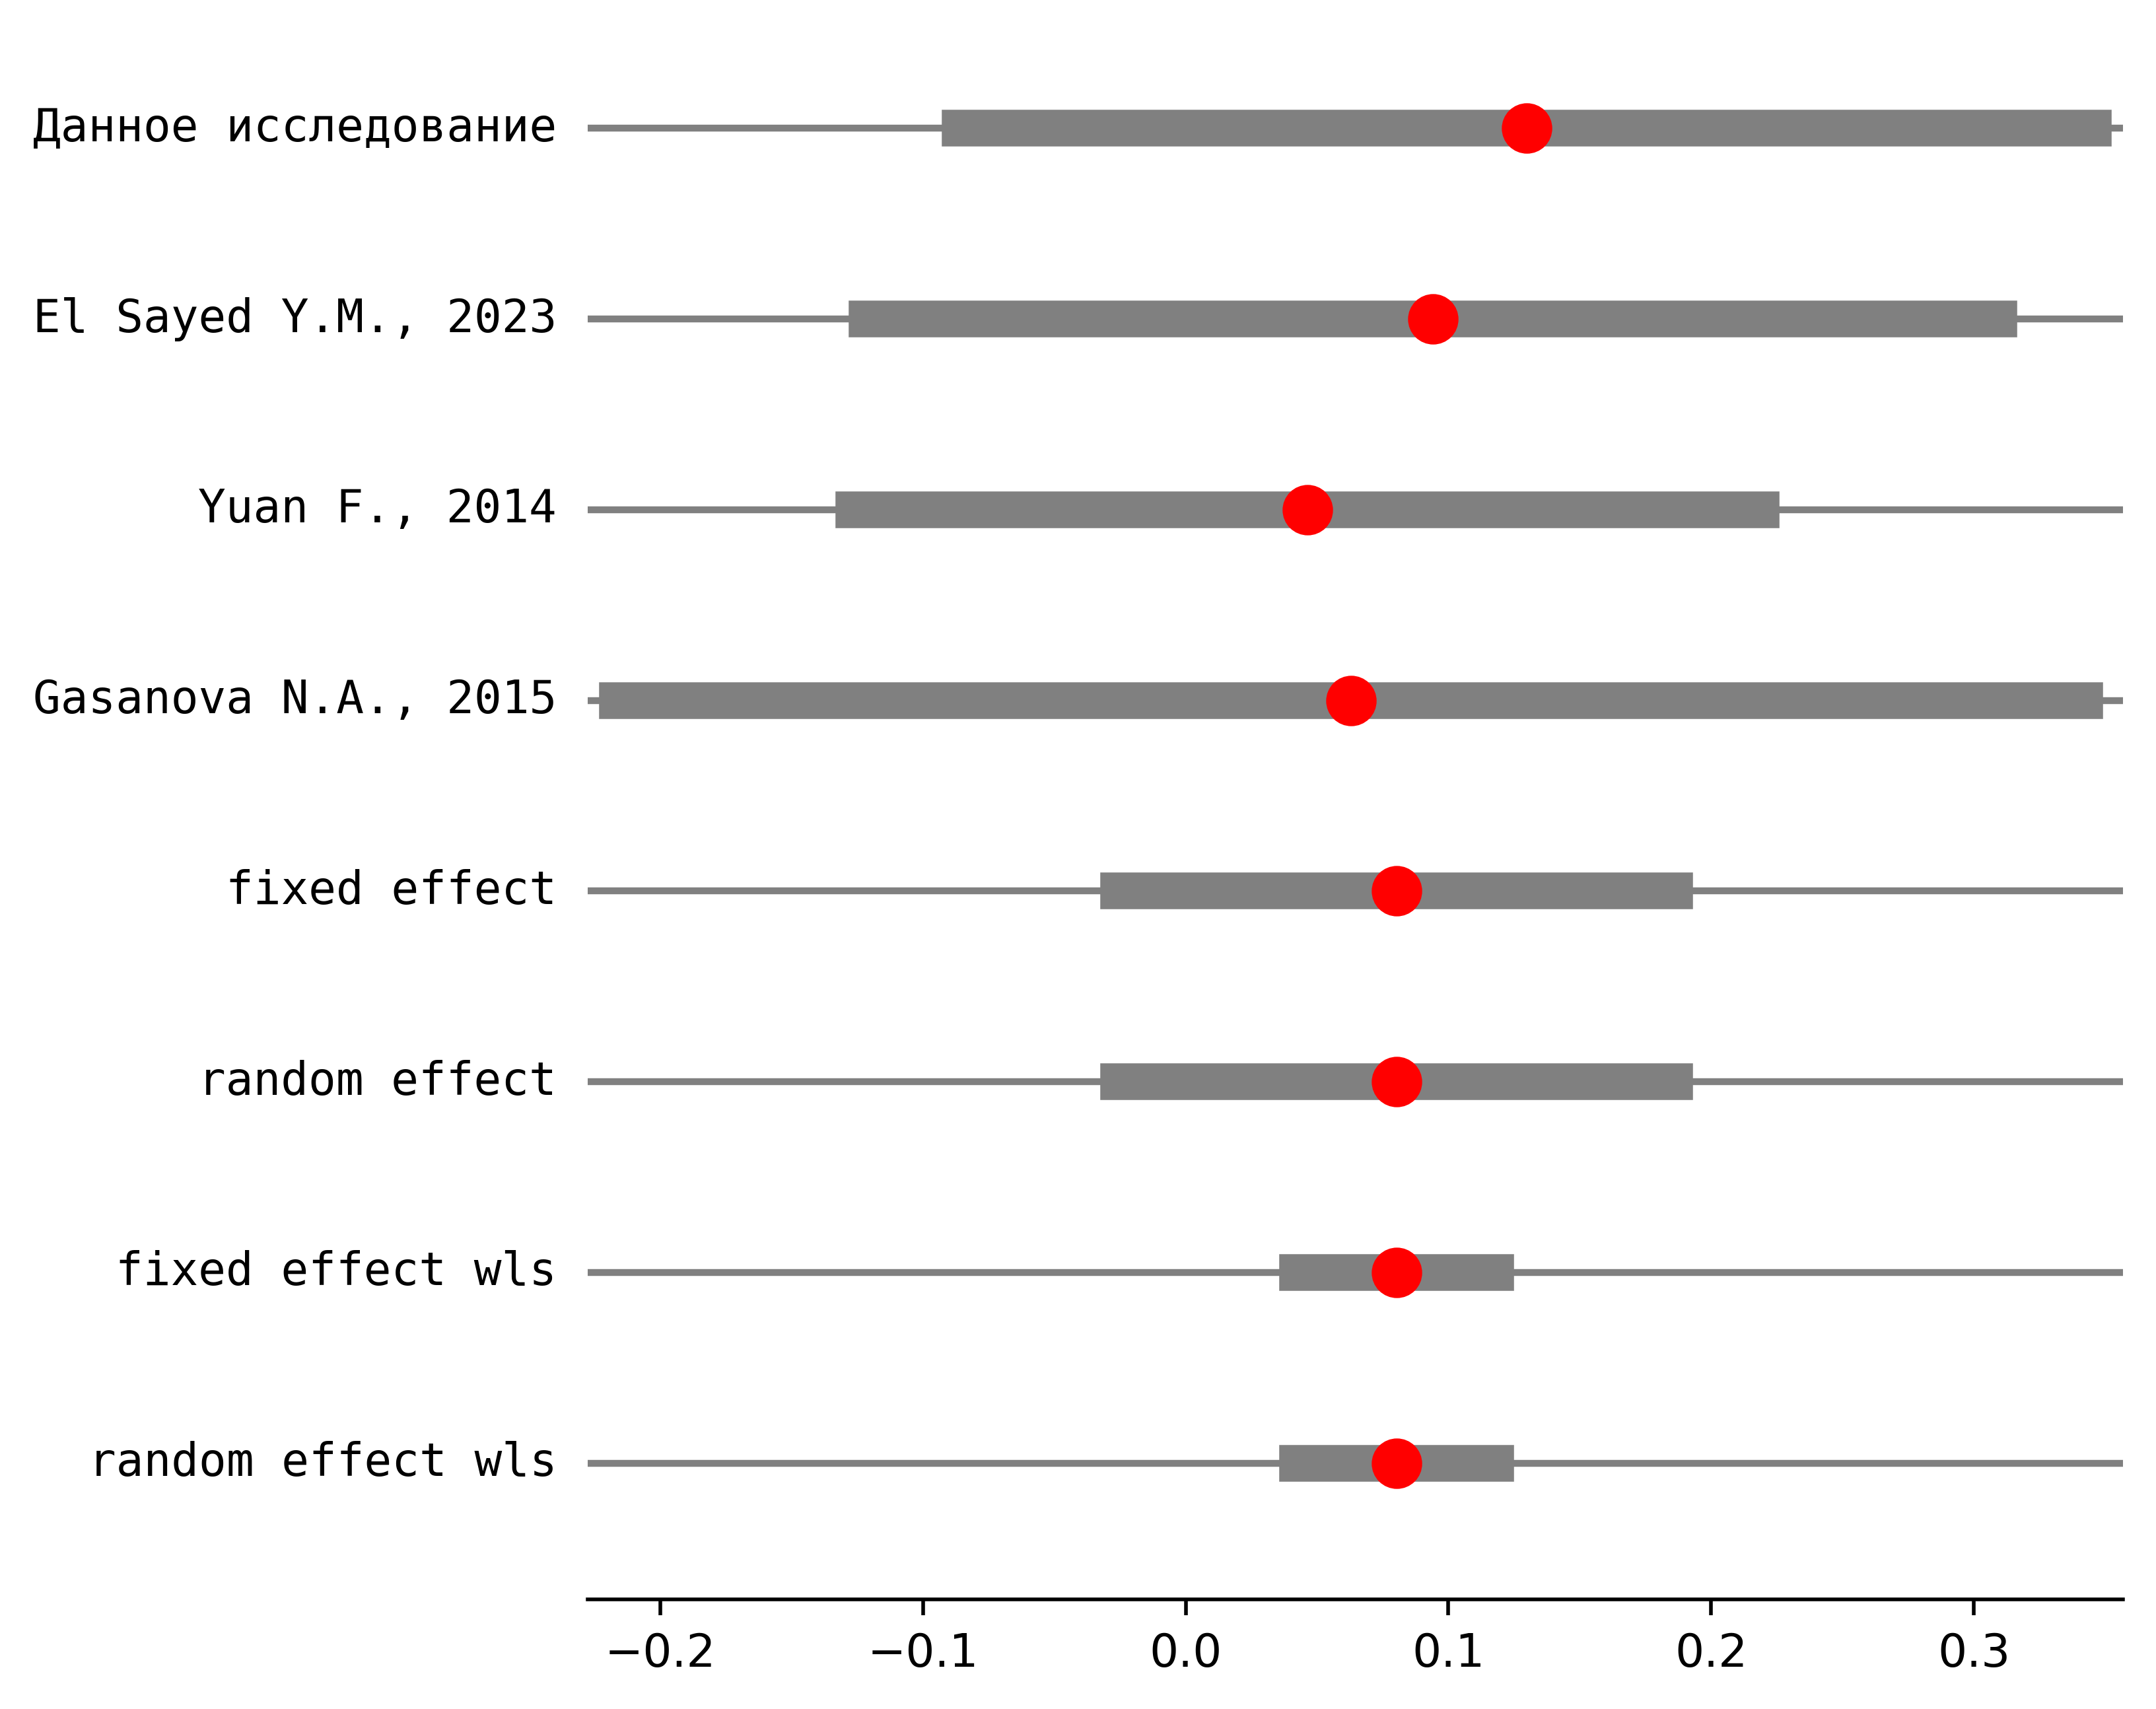 Данное исследование
El Sayed Y.M., 2023
Yuan F., 2014
Gasanova N.A., 2015
fixed effect
random effect
fixed effect wls
random effect wls
−0.2 −0.1 0.0 0.1 0.2 0.3